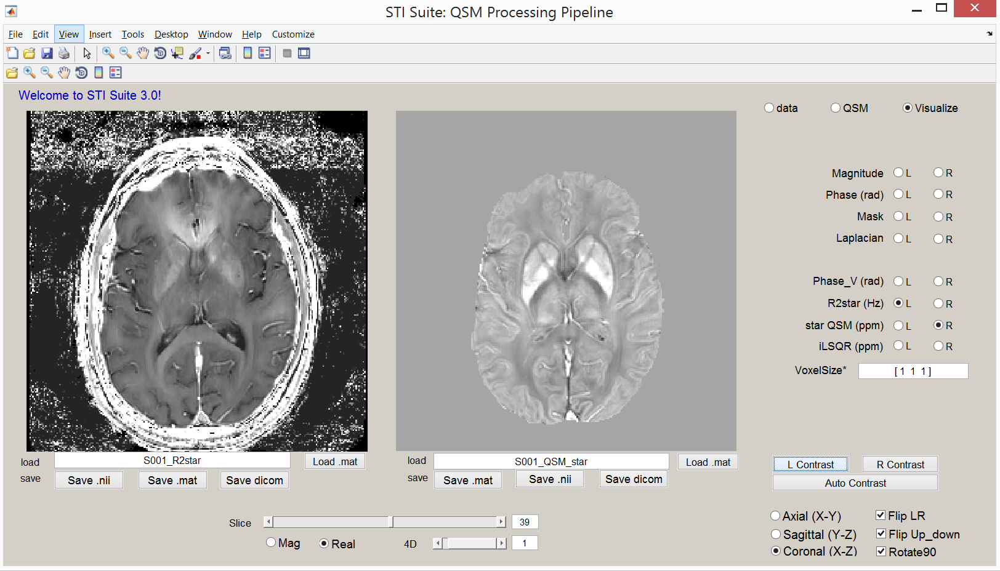 STI Suite: QSM Processing Pipeline
File Edit View Insert Tools Desktop Window Help Customize
Welcome to STI Suite 3.0!
data QSM Visualize
Magnitude L R
Phase (rad) L R
Mask L R
Laplacian L R
Phase_V (rad) L R
R2star (Hz) L R
star QSM (ppm) L R
iLSQR (ppm) L R
VoxelSize* [ 1 1 1 ]
load S001_R2star Load .mat
save Save .nii Save .mat Save dicom
load S001_QSM_star Load .mat
save Save .mat Save .nii Save dicom
L Contrast R Contrast
Auto Contrast
Slice 39
Mag Real 4D 1
Axial (X-Y) Flip LR
Sagittal (Y-Z) Flip Up_down
Coronal (X-Z) Rotate90